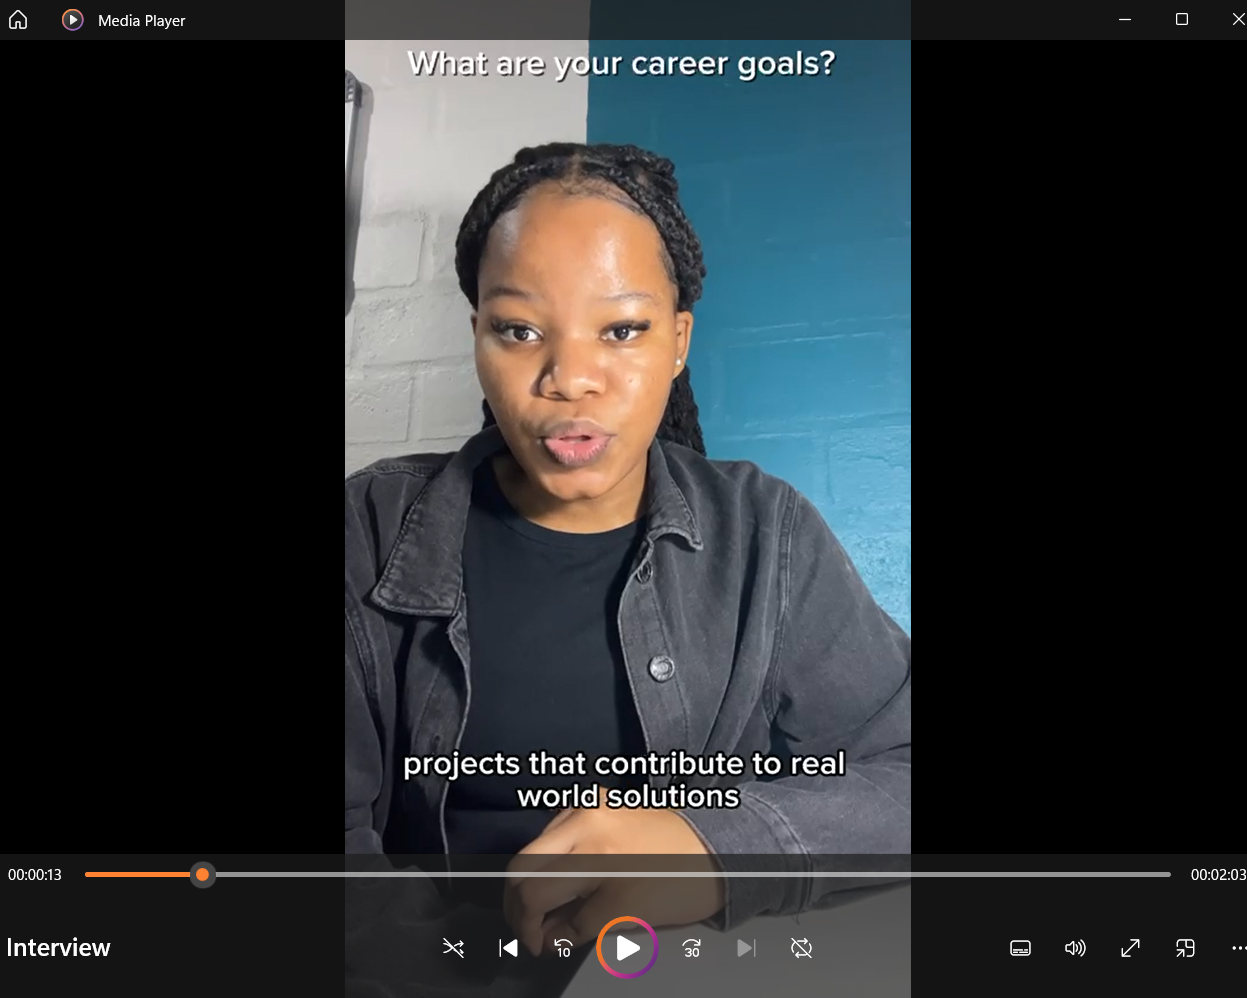 Media Player
What are your career goals?
projects that contribute to real
world solutions
00:00:13
00:02:03
Interview
10
30